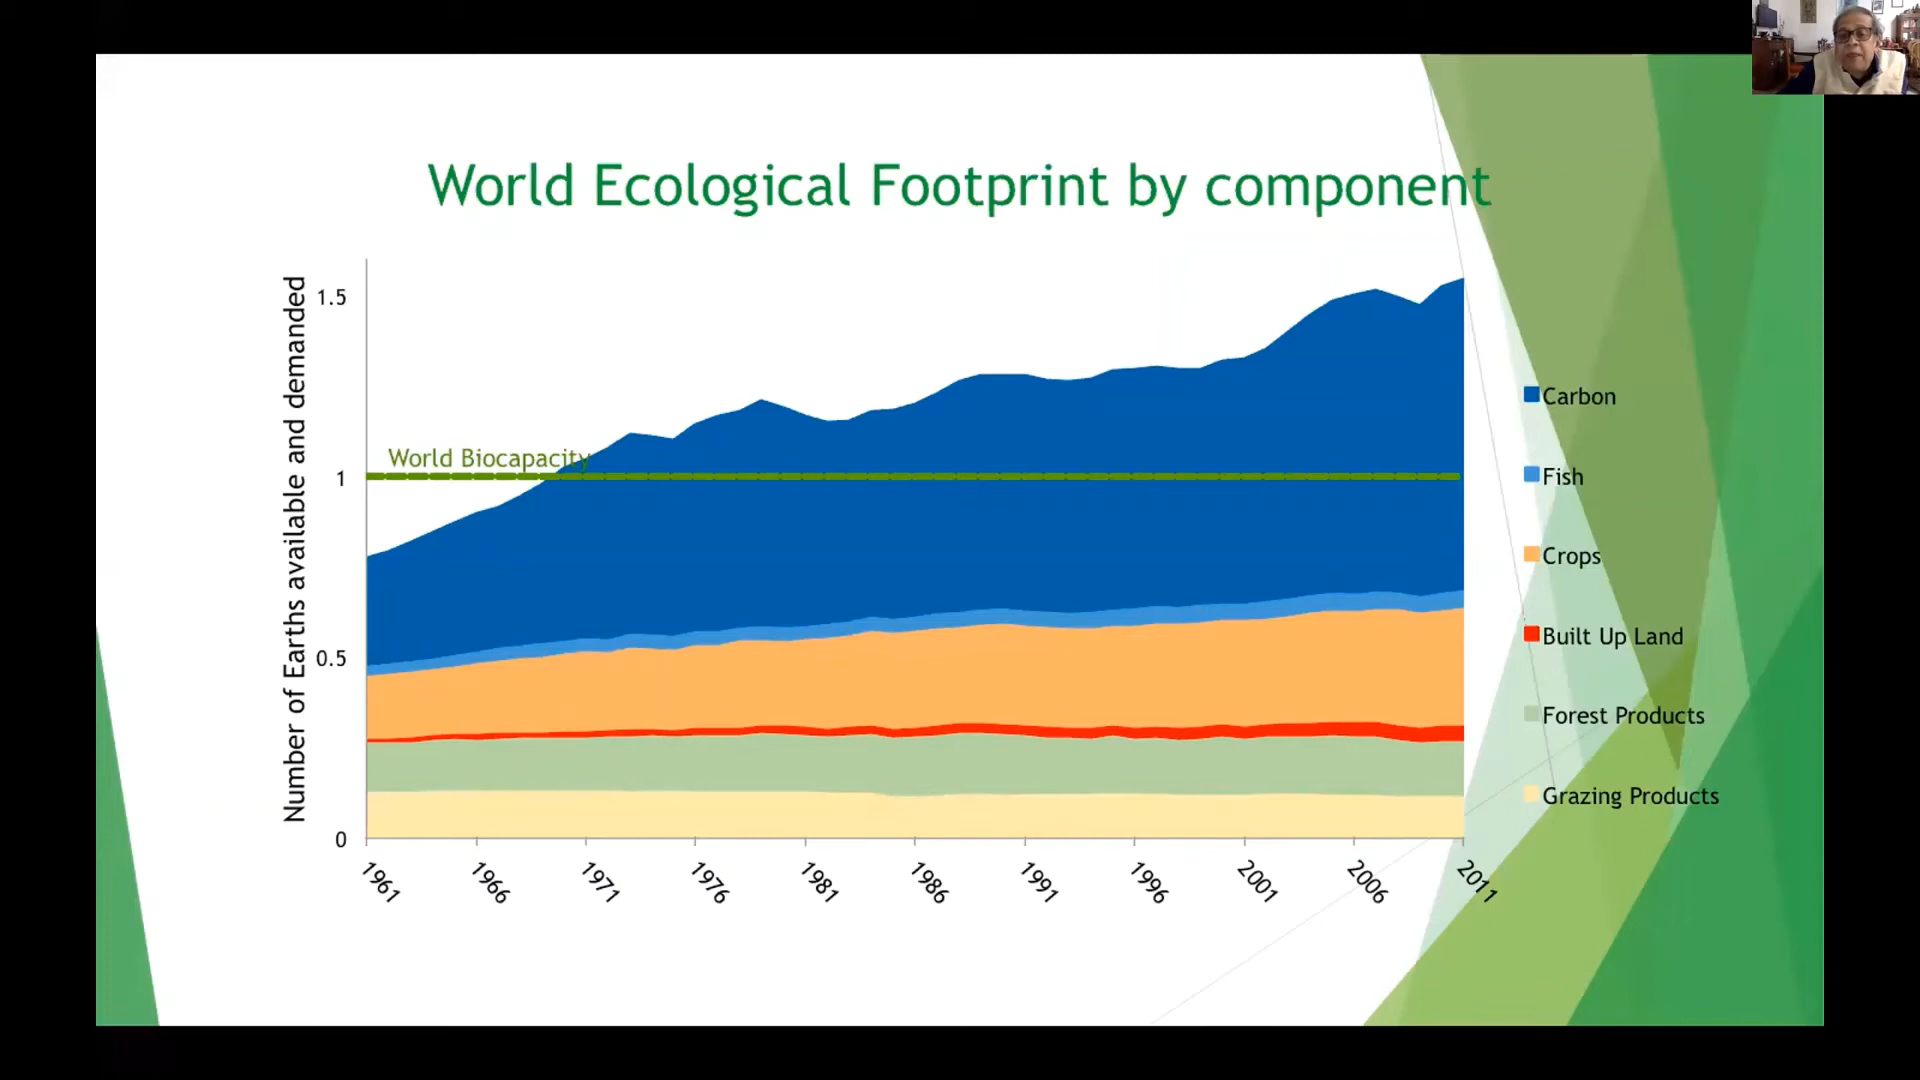 World Ecological Footprint by component
Number of Earths available and demanded
1.5
1
0.5
0
World Biocapacity
1961
1966
1971
1976
1981
1986
1991
1996
2001
2006
2011
Carbon
Fish
Crops
Built Up Land
Forest Products
Grazing Products